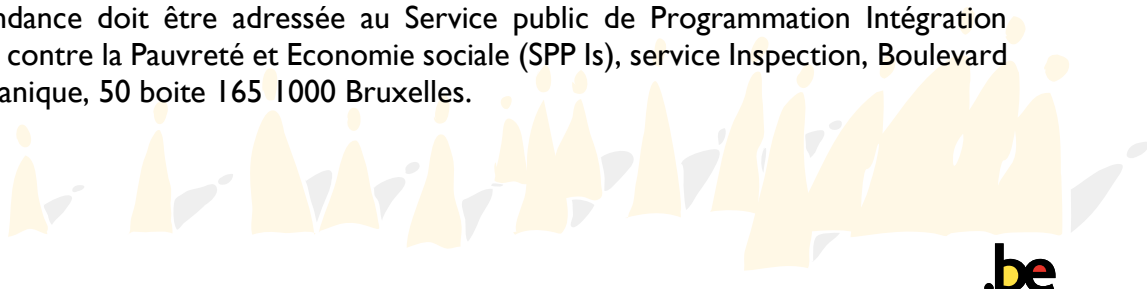 ndance doit être adressée au Service public de Programmation Intégration
contre la Pauvreté et Economie sociale (SPP Is), service Inspection, Boulevard
anique, 50 boite 165 1000 Bruxelles.
.be